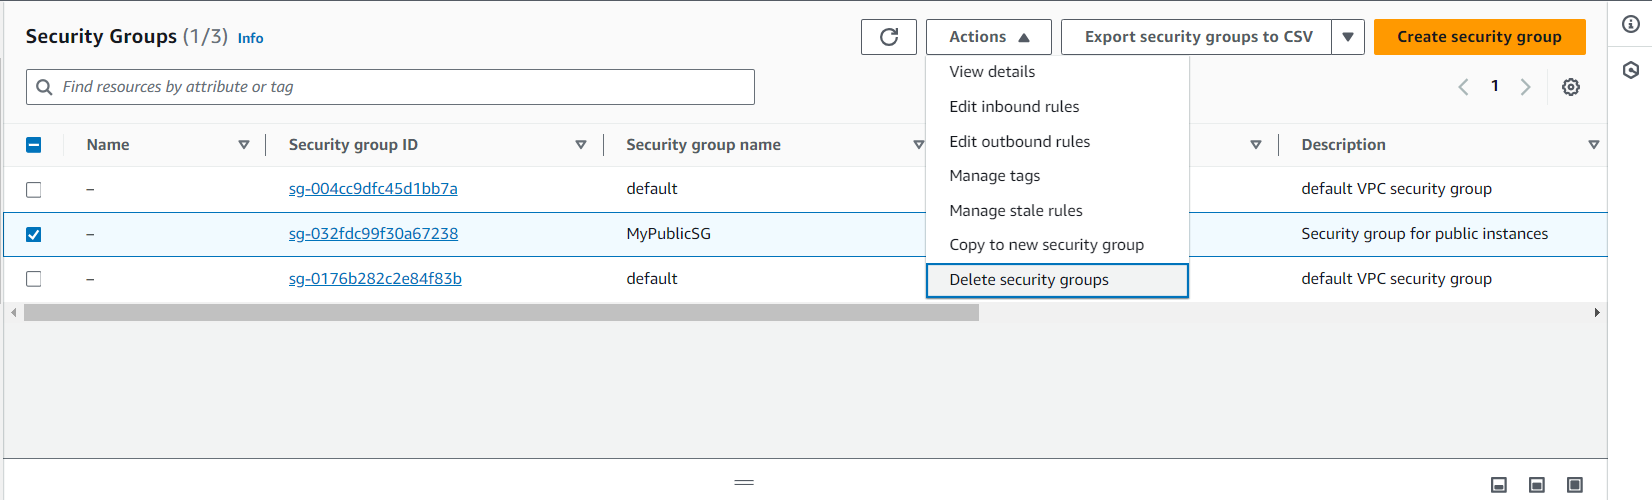 Security Groups (1/3) Info
Actions
Export security groups to CSV
Create security group
Find resources by attribute or tag
1
View details
Edit inbound rules
Edit outbound rules
Manage tags
Manage stale rules
Copy to new security group
Delete security groups
Name Security group ID Security group name Description
– sg-004cc9dfc45d1bb7a default default VPC security group
– sg-032fdc99f30a67238 MyPublicSG Security group for public instances
– sg-0176b282c2e84f83b default default VPC security group